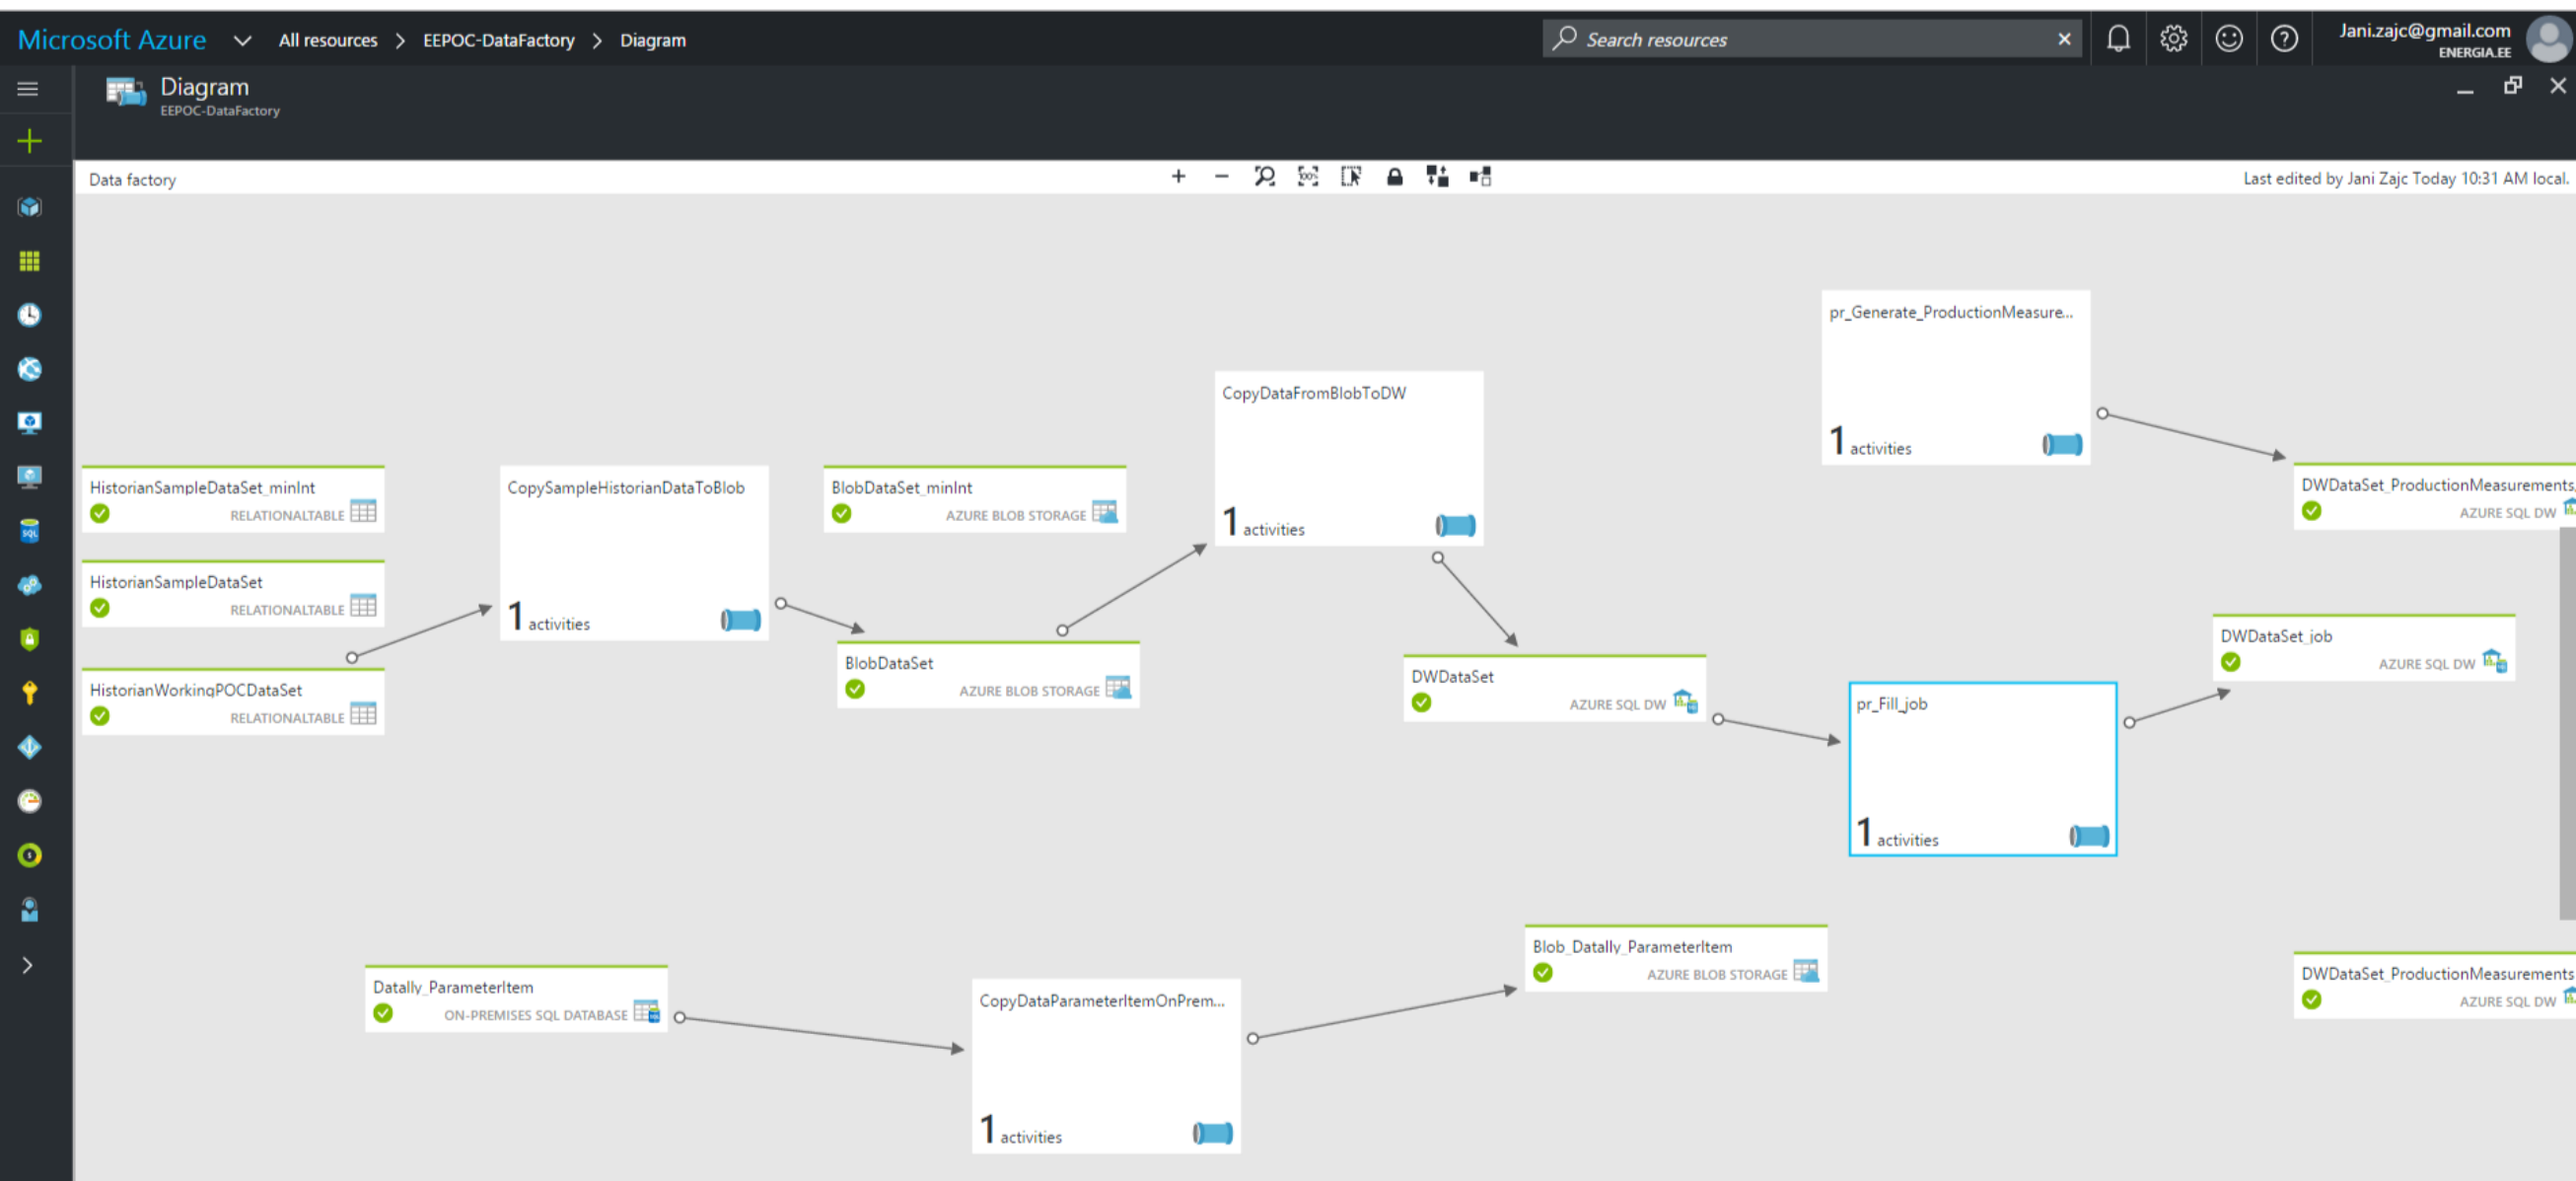 Microsoft Azure All resources > EEPOC-DataFactory > Diagram
Search resources
Jani.zajc@gmail.com
ENERGIA.EE
Diagram
EEPOC-DataFactory
Data factory
100%
Last edited by Jani Zajc Today 10:31 AM local.
pr_Generate_ProductionMeasure...
1 activities
CopyDataFromBlobToDW
1 activities
HistorianSampleDataSet_minInt
RELATIONALTABLE
CopySampleHistorianDataToBlob
1 activities
BlobDataSet_minInt
AZURE BLOB STORAGE
DWDataSet_ProductionMeasurements
AZURE SQL DW
HistorianSampleDataSet
RELATIONALTABLE
HistorianWorkingPOCDataSet
RELATIONALTABLE
BlobDataSet
AZURE BLOB STORAGE
DWDataSet
AZURE SQL DW
pr_Fill_job
1 activities
DWDataSet_job
AZURE SQL DW
Datally_ParameterItem
ON-PREMISES SQL DATABASE
CopyDataParameterItemOnPrem...
1 activities
Blob_Datally_ParameterItem
AZURE BLOB STORAGE
DWDataSet_ProductionMeasurements
AZURE SQL DW
SQL